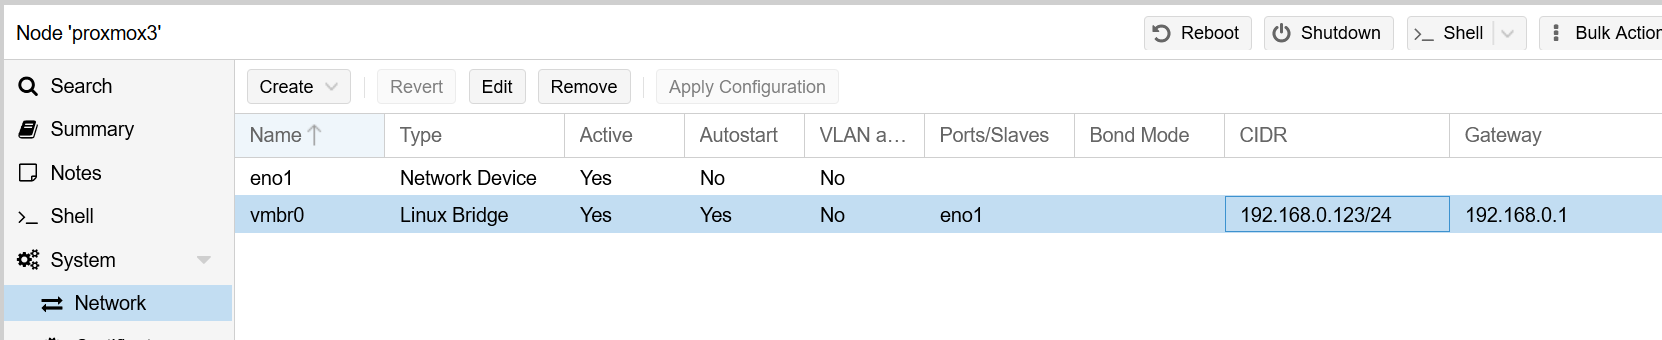 Node 'proxmox3'
Reboot Shutdown Shell Bulk Action
Search
Summary
Notes
Shell
System
Network
Create Revert Edit Remove Apply Configuration
Name Type Active Autostart VLAN a... Ports/Slaves Bond Mode CIDR Gateway
eno1 Network Device Yes No No
vmbr0 Linux Bridge Yes Yes No eno1 192.168.0.123/24 192.168.0.1